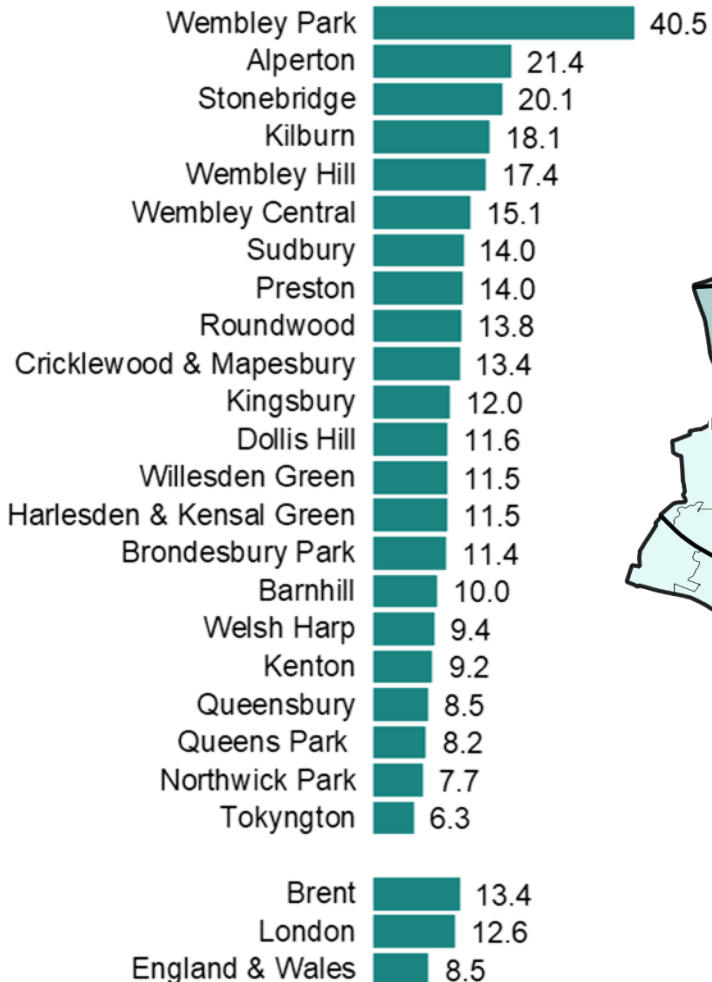 Wembley Park 40.5
Alperton 21.4
Stonebridge 20.1
Kilburn 18.1
Wembley Hill 17.4
Wembley Central 15.1
Sudbury 14.0
Preston 14.0
Roundwood 13.8
Cricklewood & Mapesbury 13.4
Kingsbury 12.0
Dollis Hill 11.6
Willesden Green 11.5
Harlesden & Kensal Green 11.5
Brondesbury Park 11.4
Barnhill 10.0
Welsh Harp 9.4
Kenton 9.2
Queensbury 8.5
Queens Park 8.2
Northwick Park 7.7
Tokyngton 6.3
Brent 13.4
London 12.6
England & Wales 8.5